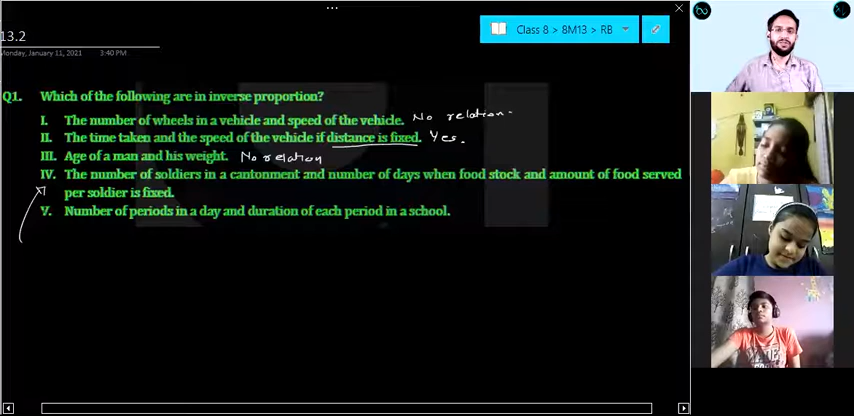 Class 8 > 8M13 > RB
13.2
Monday, January 11, 2021 3:40 PM
Q1. Which of the following are in inverse proportion?
I. The number of wheels in a vehicle and speed of the vehicle. No relation.
II. The time taken and the speed of the vehicle if distance is fixed. Yes.
III. Age of a man and his weight. No relation
IV. The number of soldiers in a cantonment and number of days when food stock and amount of food served
per soldier is fixed.
V. Number of periods in a day and duration of each period in a school.